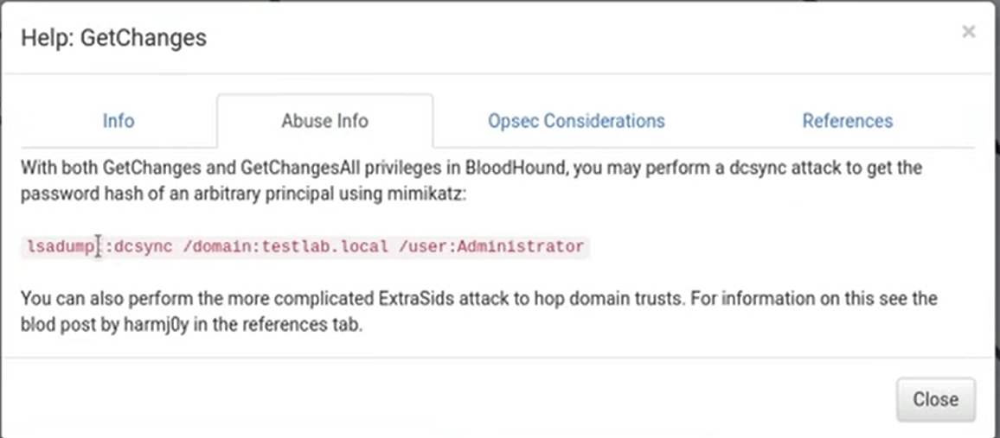 Help: GetChanges
×
Info
Abuse Info
Opsec Considerations
References
With both GetChanges and GetChangesAll privileges in BloodHound, you may perform a dcsync attack to get the
password hash of an arbitrary principal using mimikatz:
lsadump::dcsync /domain:testlab.local /user:Administrator
You can also perform the more complicated ExtraSids attack to hop domain trusts. For information on this see the
blod post by harmj0y in the references tab.
Close